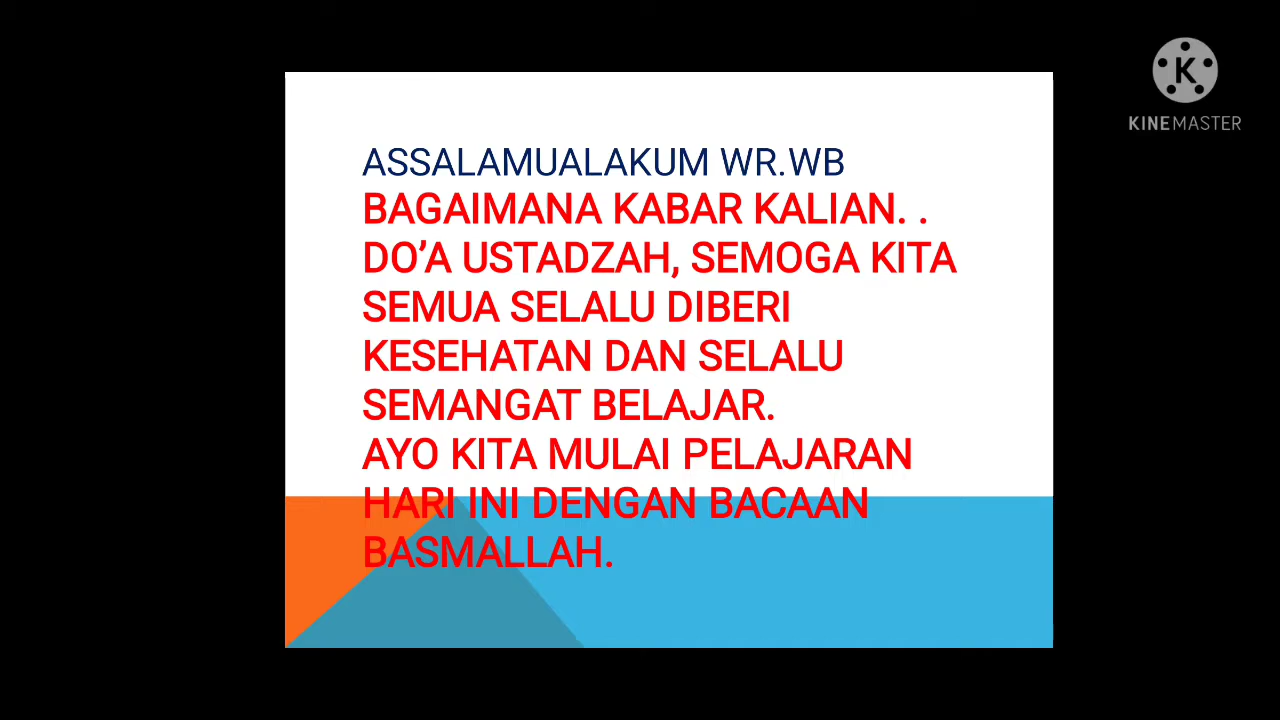 ASSALAMUALAKUM WR.WB
BAGAIMANA KABAR KALIAN. .
DO’A USTADZAH, SEMOGA KITA
SEMUA SELALU DIBERI
KESEHATAN DAN SELALU
SEMANGAT BELAJAR.
AYO KITA MULAI PELAJARAN
HARI INI DENGAN BACAAN
BASMALLAH.
K
KINEMASTER